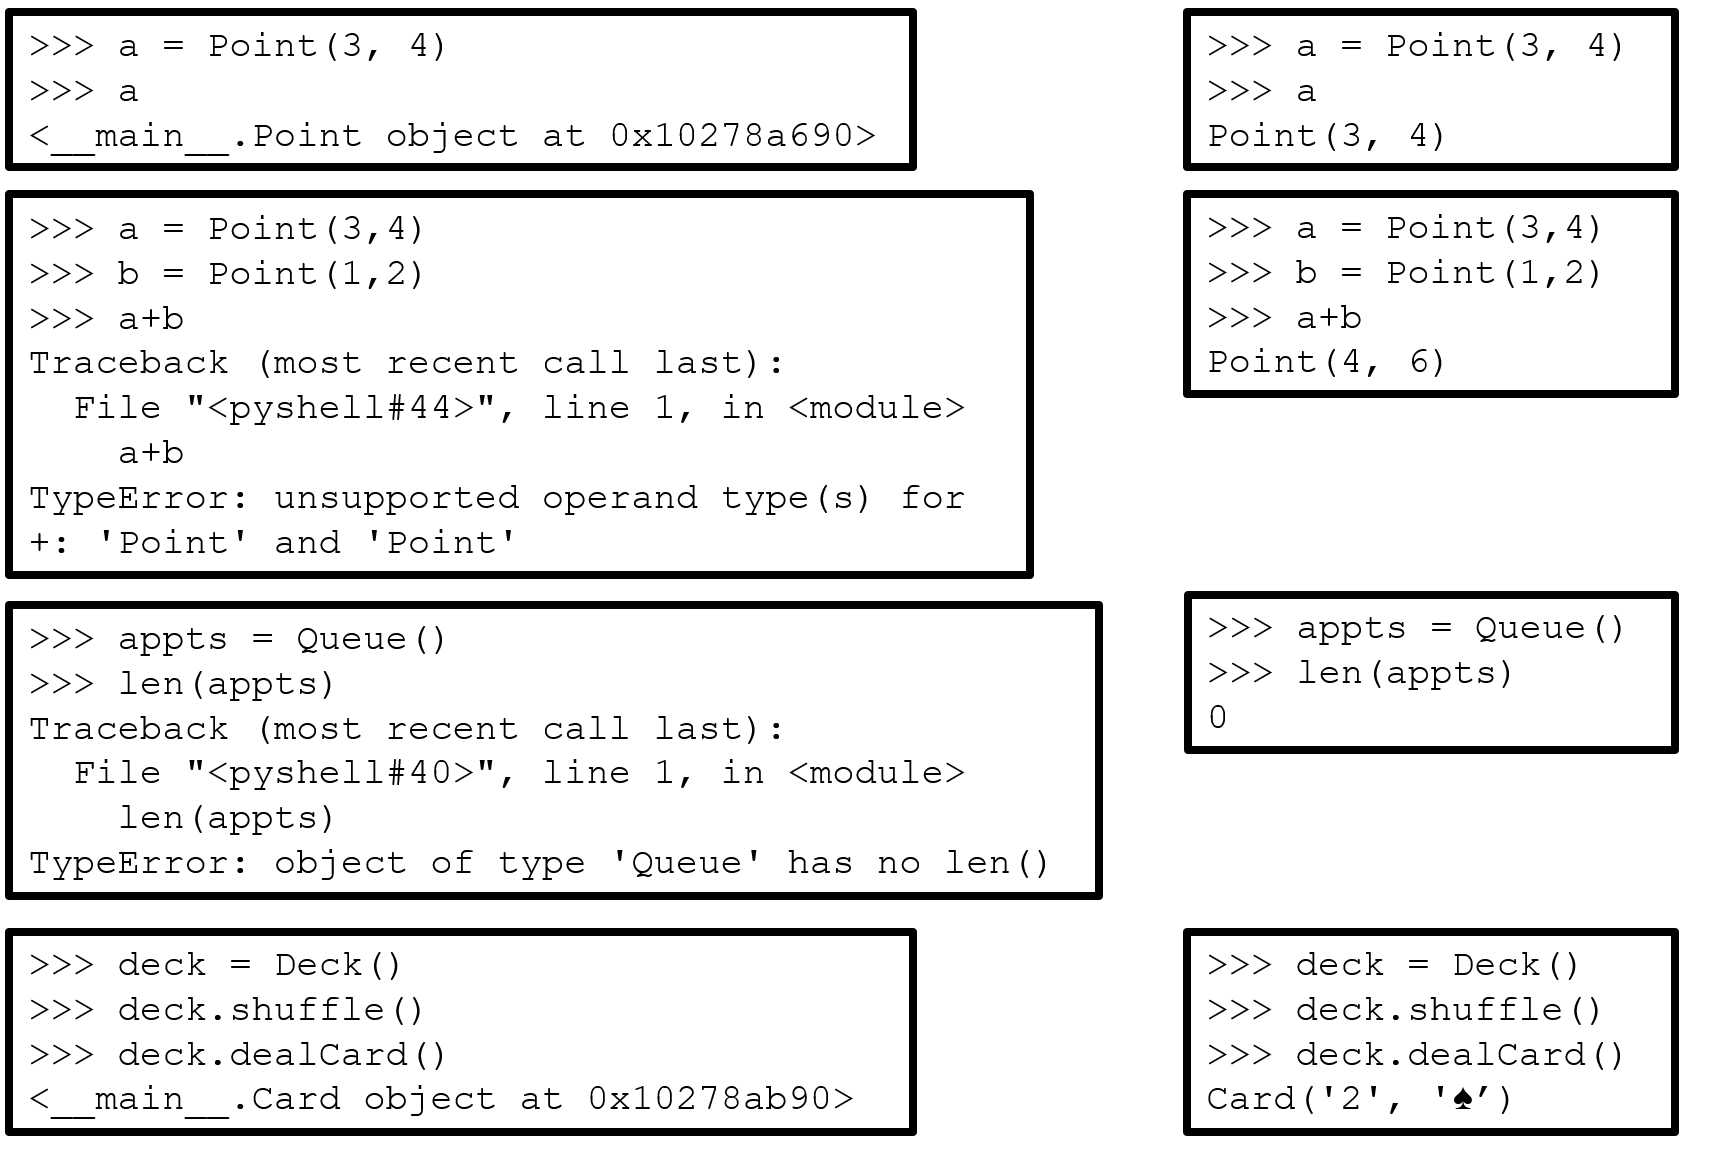 >>> a = Point(3, 4)
>>> a
<__main__.Point object at 0x10278a690>
>>> a = Point(3, 4)
>>> a
Point(3, 4)
>>> a = Point(3,4)
>>> b = Point(1,2)
>>> a+b
Traceback (most recent call last):
  File "<pyshell#44>", line 1, in <module>
    a+b
TypeError: unsupported operand type(s) for
+: 'Point' and 'Point'
>>> a = Point(3,4)
>>> b = Point(1,2)
>>> a+b
Point(4, 6)
>>> appts = Queue()
>>> len(appts)
Traceback (most recent call last):
  File "<pyshell#40>", line 1, in <module>
    len(appts)
TypeError: object of type 'Queue' has no len()
>>> appts = Queue()
>>> len(appts)
0
>>> deck = Deck()
>>> deck.shuffle()
>>> deck.dealCard()
<__main__.Card object at 0x10278ab90>
>>> deck = Deck()
>>> deck.shuffle()
>>> deck.dealCard()
Card('2', '♠’)